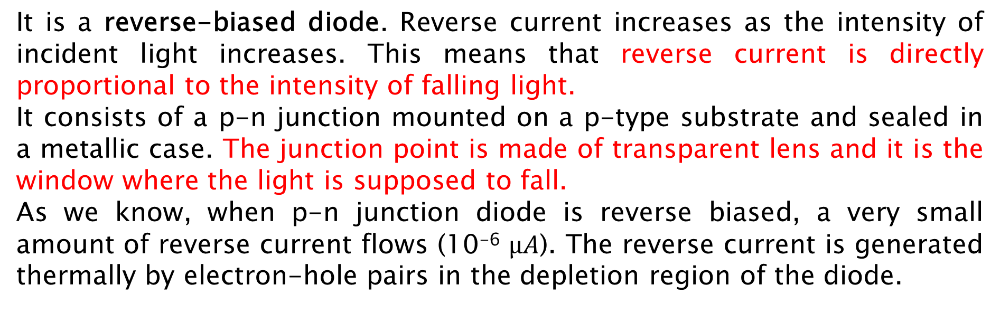 It is a reverse-biased diode. Reverse current increases as the intensity of
incident light increases. This means that reverse current is directly
proportional to the intensity of falling light.
It consists of a p-n junction mounted on a p-type substrate and sealed in
a metallic case. The junction point is made of transparent lens and it is the
window where the light is supposed to fall.
As we know, when p-n junction diode is reverse biased, a very small
amount of reverse current flows (10⁻⁶ μA). The reverse current is generated
thermally by electron-hole pairs in the depletion region of the diode.